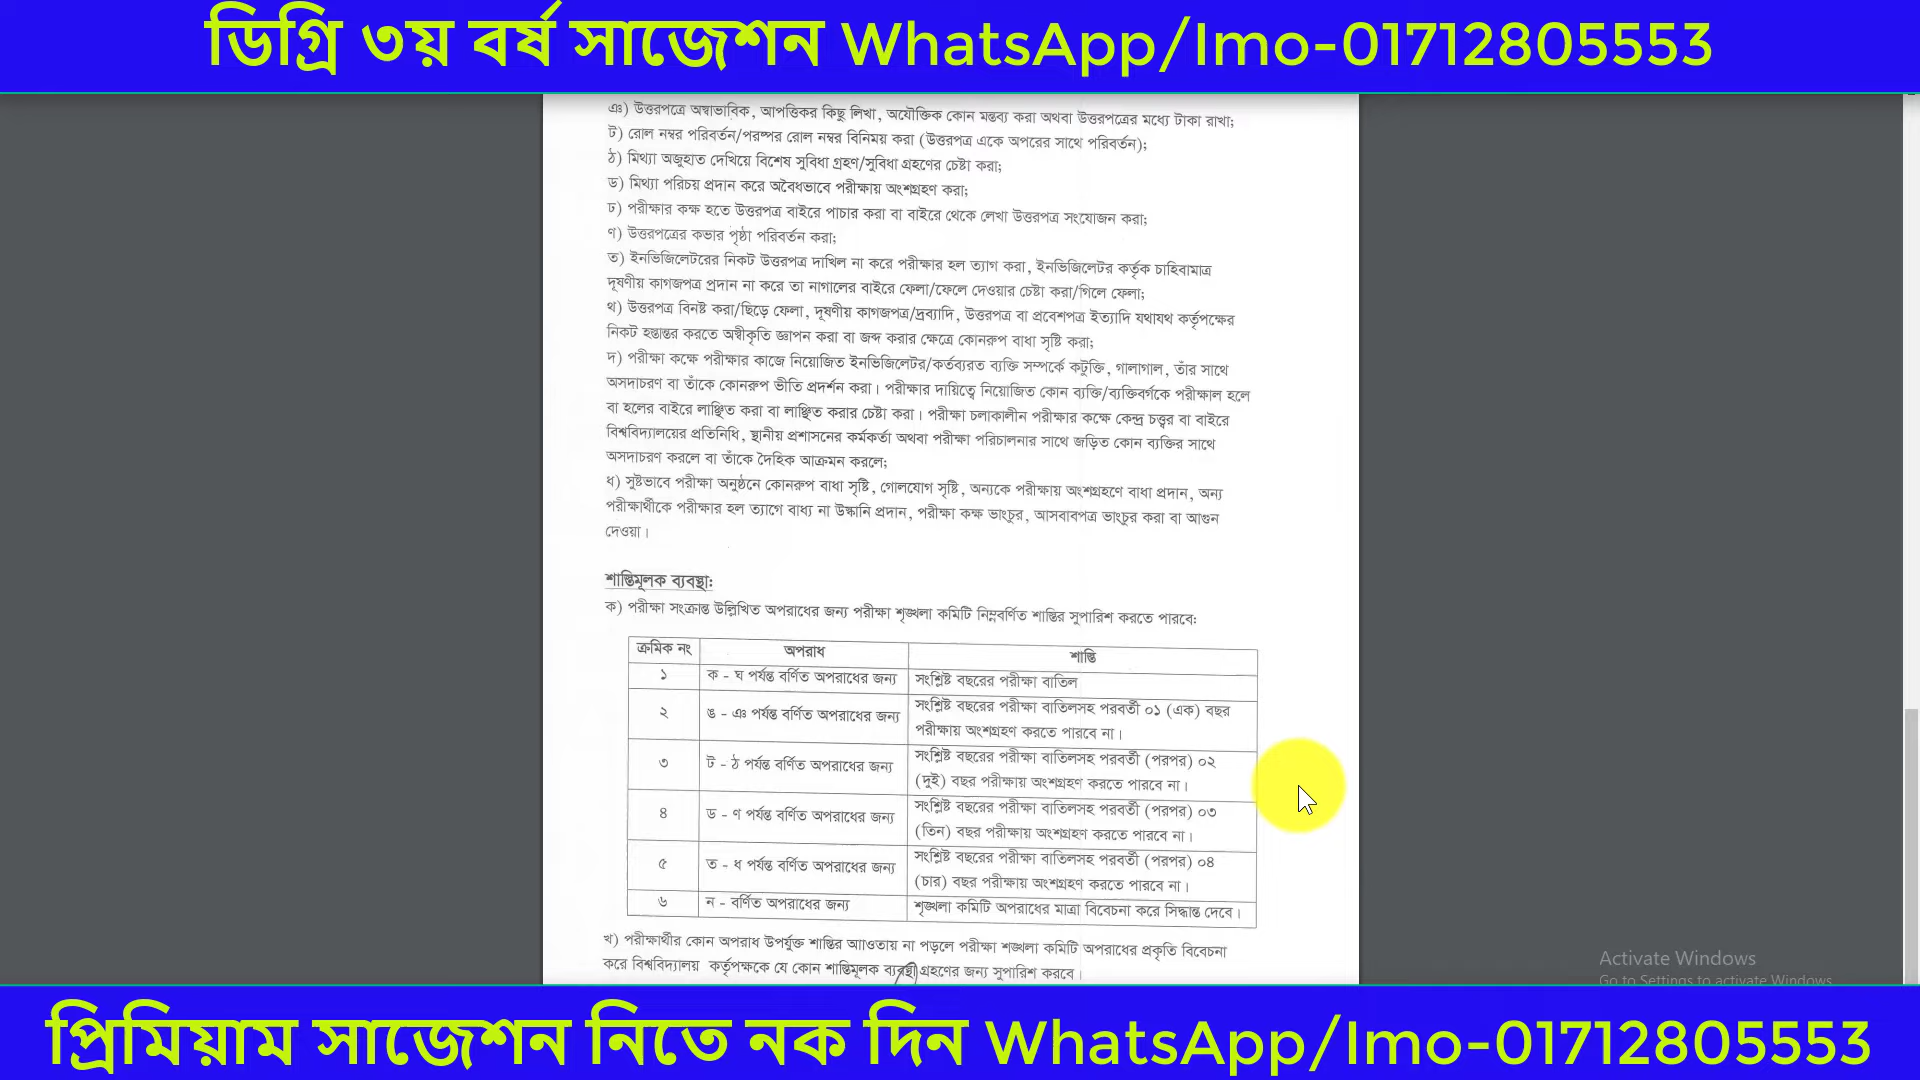 ডিগ্রি ৩য় বর্ষ সাজেশন WhatsApp/Imo-01712805553
ঞ) উত্তরপত্রে অস্বাভাবিক, আপত্তিকর কিছু লিখা, অযৌক্তিক কোন মন্তব্য করা অথবা উত্তরপত্রের মধ্যে টাকা রাখা;
ট) রোল নম্বর পরিবর্তন/পরষ্পর রোল নম্বর বিনিময় করা (উত্তরপত্র একে অপরের সাথে পরিবর্তন);
ঠ) মিথ্যা অজুহাত দেখিয়ে বিশেষ সুবিধা গ্রহণ/সুবিধা গ্রহণের চেষ্টা করা;
ড) মিথ্যা পরিচয় প্রদান করে অবৈধভাবে পরীক্ষায় অংশগ্রহণ করা;
ঢ) পরীক্ষার কক্ষ হতে উত্তরপত্র বাইরে পাচার করা বা বাইরে থেকে লেখা উত্তরপত্র সংযোজন করা;
ণ) উত্তরপত্রের কভার পৃষ্ঠা পরিবর্তন করা;
ত) ইনভিজিলেটরের নিকট উত্তরপত্র দাখিল না করে পরীক্ষার হল ত্যাগ করা, ইনভিজিলেটর কর্তৃক চাহিবামাত্র
দূষণীয় কাগজপত্র প্রদান না করে তা নাগালের বাইরে ফেলা/ফেলে দেওয়ার চেষ্টা করা/গিলে ফেলা;
থ) উত্তরপত্র বিনষ্ট করা/ছিড়ে ফেলা, দূষণীয় কাগজপত্র/দ্রব্যাদি, উত্তরপত্র বা প্রবেশপত্র ইত্যাদি যথাযথ কর্তৃপক্ষের
নিকট হস্তান্তর করতে অস্বীকৃতি জ্ঞাপন করা বা জব্দ করার ক্ষেত্রে কোনরুপ বাধা সৃষ্টি করা;
দ) পরীক্ষা কক্ষে পরীক্ষার কাজে নিয়োজিত ইনভিজিলেটর/কর্তব্যরত ব্যক্তি সম্পর্কে কটুক্তি, গালাগাল, তাঁর সাথে
অসদাচরণ বা তাঁকে কোনরুপ ভীতি প্রদর্শন করা। পরীক্ষার দায়িত্বে নিয়োজিত কোন ব্যক্তি/ব্যক্তিবর্গকে পরীক্ষাল হলে
বা হলের বাইরে লাঞ্ছিত করা বা লাঞ্ছিত করার চেষ্টা করা। পরীক্ষা চলাকালীন পরীক্ষার কক্ষে কেন্দ্র চত্ত্বর বা বাইরে
বিশ্ববিদ্যালয়ের প্রতিনিধি, স্থানীয় প্রশাসনের কর্মকর্তা অথবা পরীক্ষা পরিচালনার সাথে জড়িত কোন ব্যক্তির সাথে
অসদাচরণ করলে বা তাঁকে দৈহিক আক্রমন করলে;
ধ) সুষ্টভাবে পরীক্ষা অনুষ্ঠনে কোনরুপ বাধা সৃষ্টি, গোলযোগ সৃষ্টি, অন্যকে পরীক্ষায় অংশগ্রহণে বাধা প্রদান, অন্য
পরীক্ষার্থীকে পরীক্ষার হল ত্যাগে বাধ্য না উস্কানি প্রদান, পরীক্ষা কক্ষ ভাংচুর, আসবাবপত্র ভাংচুর করা বা আগুন
দেওয়া।
শাস্তিমূলক ব্যবস্থা:
ক) পরীক্ষা সংক্রান্ত উল্লিখিত অপরাধের জন্য পরীক্ষা শৃঙ্খলা কমিটি নিম্নবর্ণিত শাস্তির সুপারিশ করতে পারবে:
ক্রমিক নং অপরাধ শাস্তি
১ ক - ঘ পর্যন্ত বর্ণিত অপরাধের জন্য সংশ্লিষ্ট বছরের পরীক্ষা বাতিল
২ ঙ - ঞ পর্যন্ত বর্ণিত অপরাধের জন্য সংশ্লিষ্ট বছরের পরীক্ষা বাতিলসহ পরবর্তী ০১ (এক) বছর
পরীক্ষায় অংশগ্রহণ করতে পারবে না।
৩ ট - ঠ পর্যন্ত বর্ণিত অপরাধের জন্য সংশ্লিষ্ট বছরের পরীক্ষা বাতিলসহ পরবর্তী (পরপর) ০২
(দুই) বছর পরীক্ষায় অংশগ্রহণ করতে পারবে না।
৪ ড - ণ পর্যন্ত বর্ণিত অপরাধের জন্য সংশ্লিষ্ট বছরের পরীক্ষা বাতিলসহ পরবর্তী (পরপর) ০৩
(তিন) বছর পরীক্ষায় অংশগ্রহণ করতে পারবে না।
৫ ত - ধ পর্যন্ত বর্ণিত অপরাধের জন্য সংশ্লিষ্ট বছরের পরীক্ষা বাতিলসহ পরবর্তী (পরপর) ০৪
(চার) বছর পরীক্ষায় অংশগ্রহণ করতে পারবে না।
৬ ন - বর্ণিত অপরাধের জন্য শৃঙ্খলা কমিটি অপরাধের মাত্রা বিবেচনা করে সিদ্ধান্ত দেবে।
খ) পরীক্ষার্থীর কোন অপরাধ উপর্যুক্ত শাস্তির আাওতায় না পড়লে পরীক্ষা শঙ্খলা কমিটি অপরাধের প্রকৃতি বিবেচনা
করে বিশ্ববিদ্যালয় কর্তৃপক্ষকে যে কোন শাস্তিমূলক ব্যবস্থা গ্রহণের জন্য সুপারিশ করবে।
Activate Windows
Go to Settings to activate Windows.
প্রিমিয়াম সাজেশন নিতে নক দিন WhatsApp/Imo-01712805553